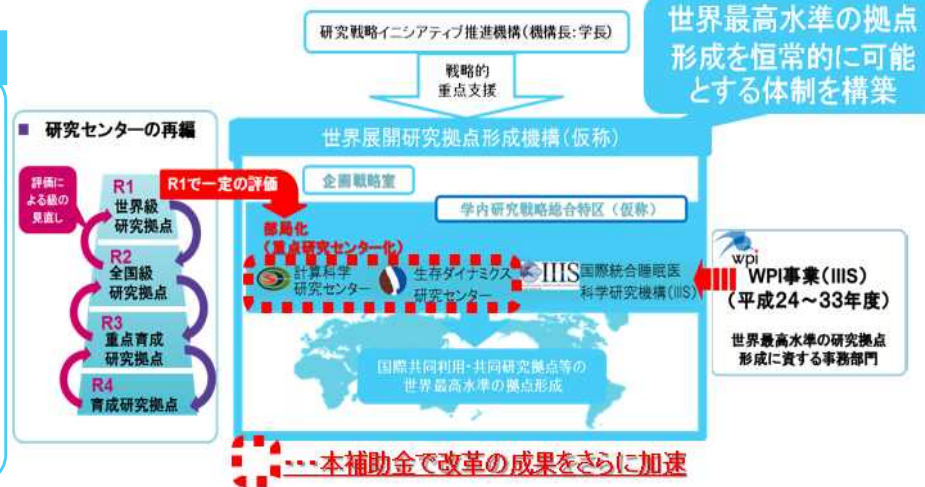 研究戦略イニシアティブ推進機構(機構長:学長)
世界最高水準の拠点
形成を恒常的に可能
とする体制を構築
戦略的
重点支援
■ 研究センターの再編
評価に
よる級の
見直し
R1
世界級
研究拠点
R2
全国級
研究拠点
R3
重点育成
研究拠点
R4
育成研究拠点
R1で一定の評価
世界展開研究拠点形成機構(仮称)
企画戦略室
学内研究戦略総合特区(仮称)
部局化
(重点研究センター化)
計算科学
研究センター
生存ダイナミクス
研究センター
IIIS
国際統合睡眠医
科学研究機構(IIIS)
国際共同利用・共同研究拠点等の
世界最高水準の拠点形成
wpi
WPI事業(IIIS)
(平成24~33年度)
世界最高水準の研究拠点
形成に資する事務部門
・・・本補助金で改革の成果をさらに加速